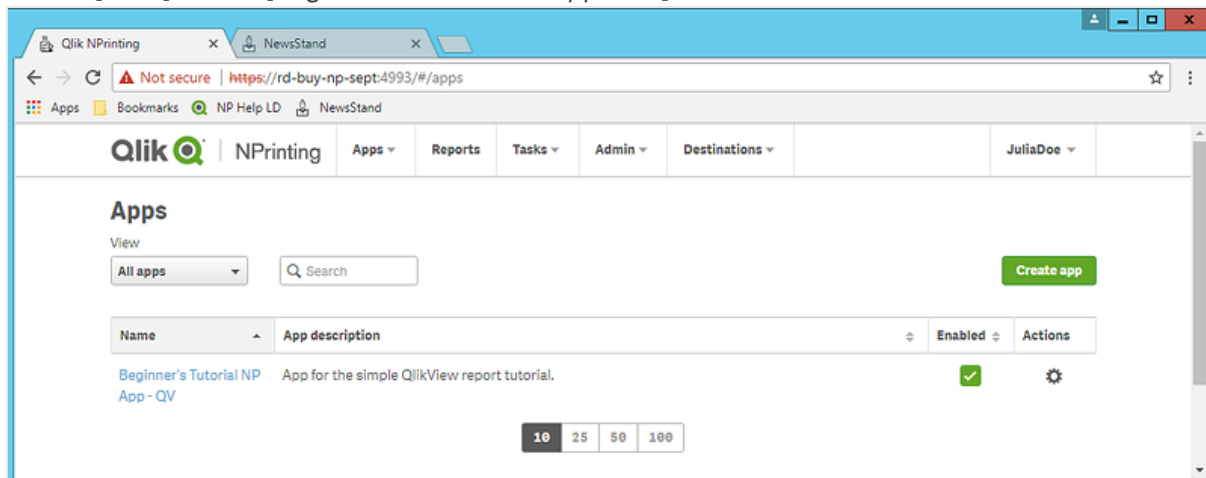 Qlik NPrinting NewsStand
Not secure https://rd-buy-np-sept:4993/#/apps
Apps Bookmarks NP Help LD NewsStand
Qlik NPrinting Apps Reports Tasks Admin Destinations JuliaDoe
Apps
View
All apps Search Create app
Name App description Enabled Actions
Beginner's Tutorial NP App for the simple QlikView report tutorial.
App - QV
10 25 50 100